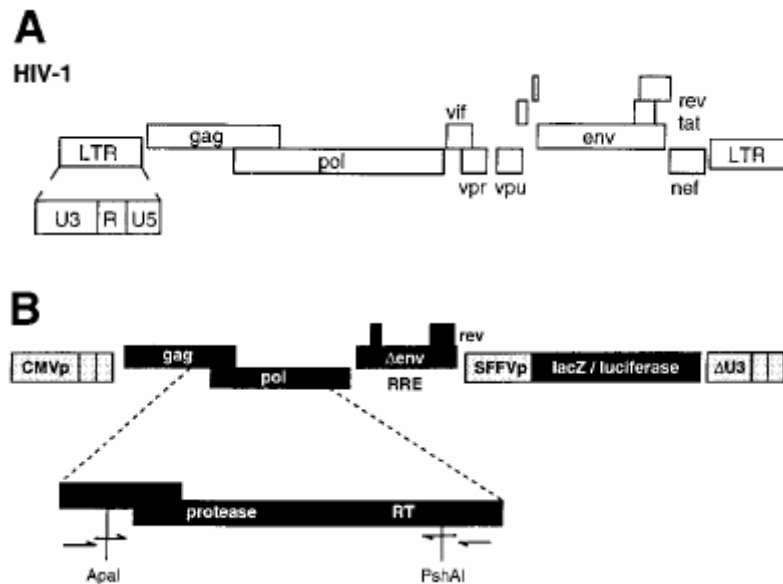 A
HIV-1
vif
rev
gag
tat
env
LTR
pol
LTR
vpr vpu
nef
U3 R U5
B
rev
gag
Δenv
CMVp
SFFVp lacZ / luciferase ΔU3
pol
RRE
protease RT
ApaI PshAI